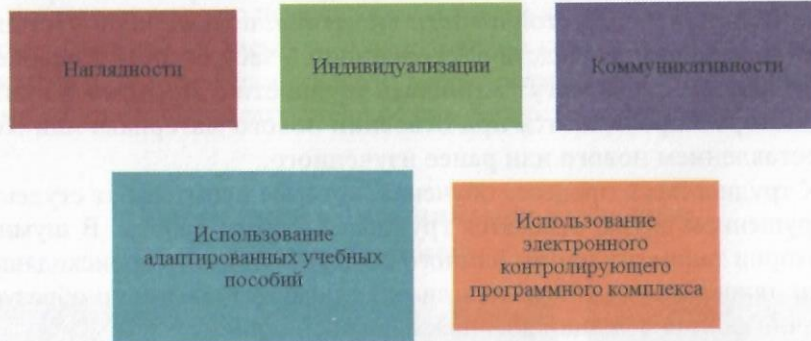 Наглядности
Индивидуализации
Коммуникативности
Использование
адаптированных учебных
пособий
Использование
электронного
контролирующего
программного комплекса